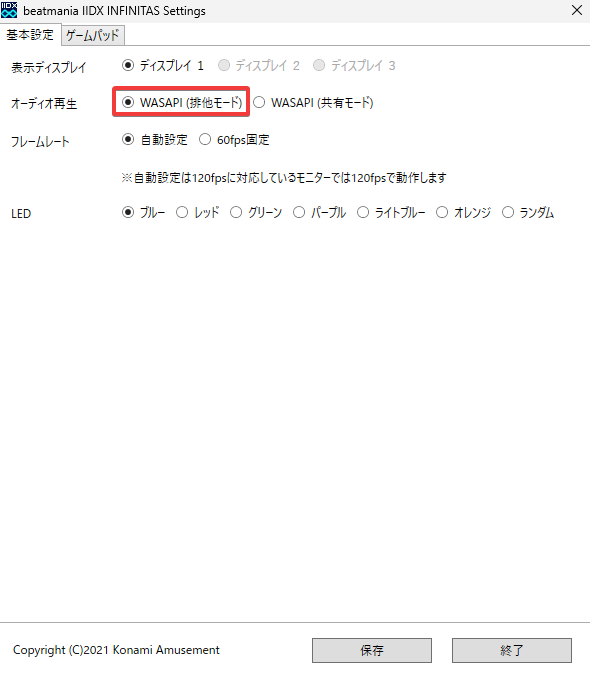 IIDX beatmania IIDX INFINITAS Settings
基本設定 ゲームパッド
表示ディスプレイ ディスプレイ 1 ディスプレイ 2 ディスプレイ 3
オーディオ再生 WASAPI (排他モード) WASAPI (共有モード)
フレームレート 自動設定 60fps固定
※自動設定は120fpsに対応しているモニターでは120fpsで動作します
LED ブルー レッド グリーン パープル ライトブルー オレンジ ランダム
Copyright (C)2021 Konami Amusement 保存 終了